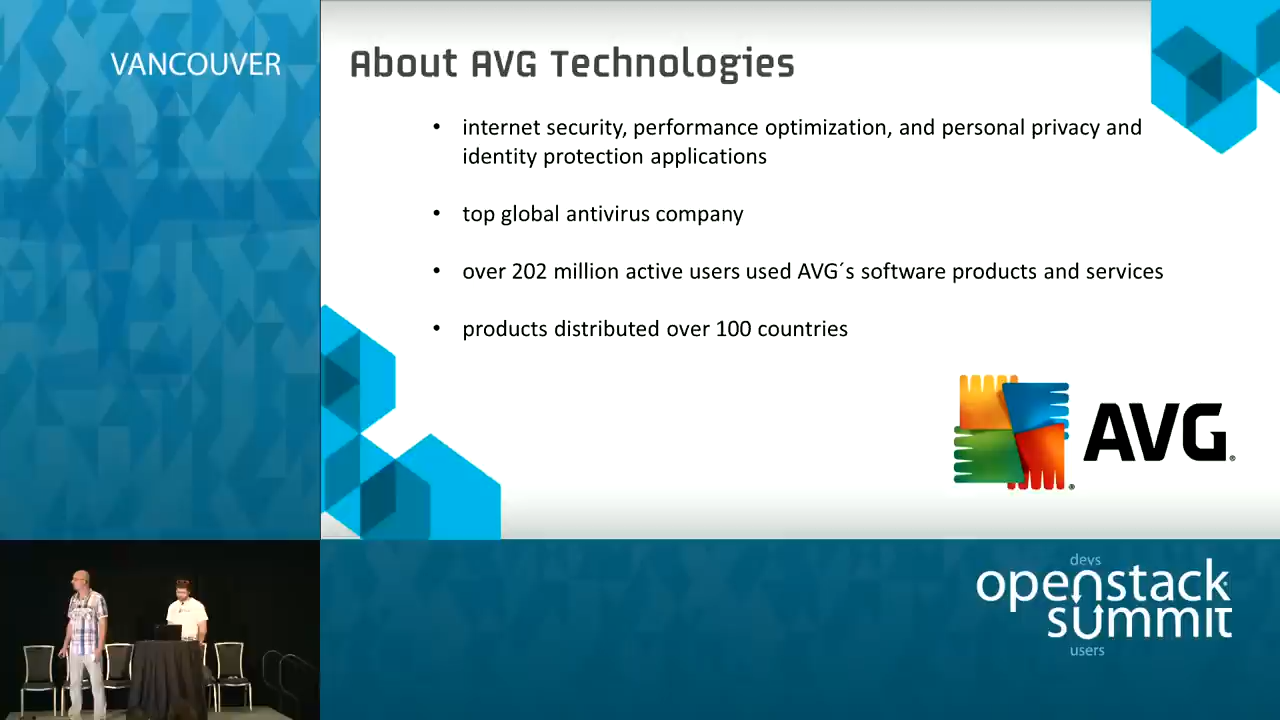 VANCOUVER
About AVG Technologies
• internet security, performance optimization, and personal privacy and
identity protection applications
• top global antivirus company
• over 202 million active users used AVG´s software products and services
• products distributed over 100 countries
AVG®
devs
openstack
summit
users